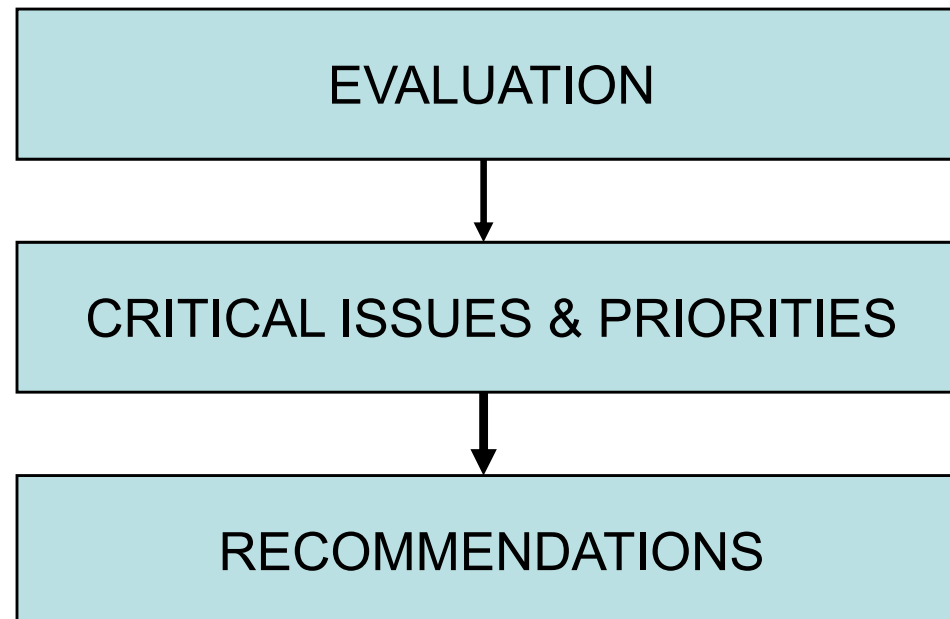 EVALUATION
CRITICAL ISSUES & PRIORITIES
RECOMMENDATIONS